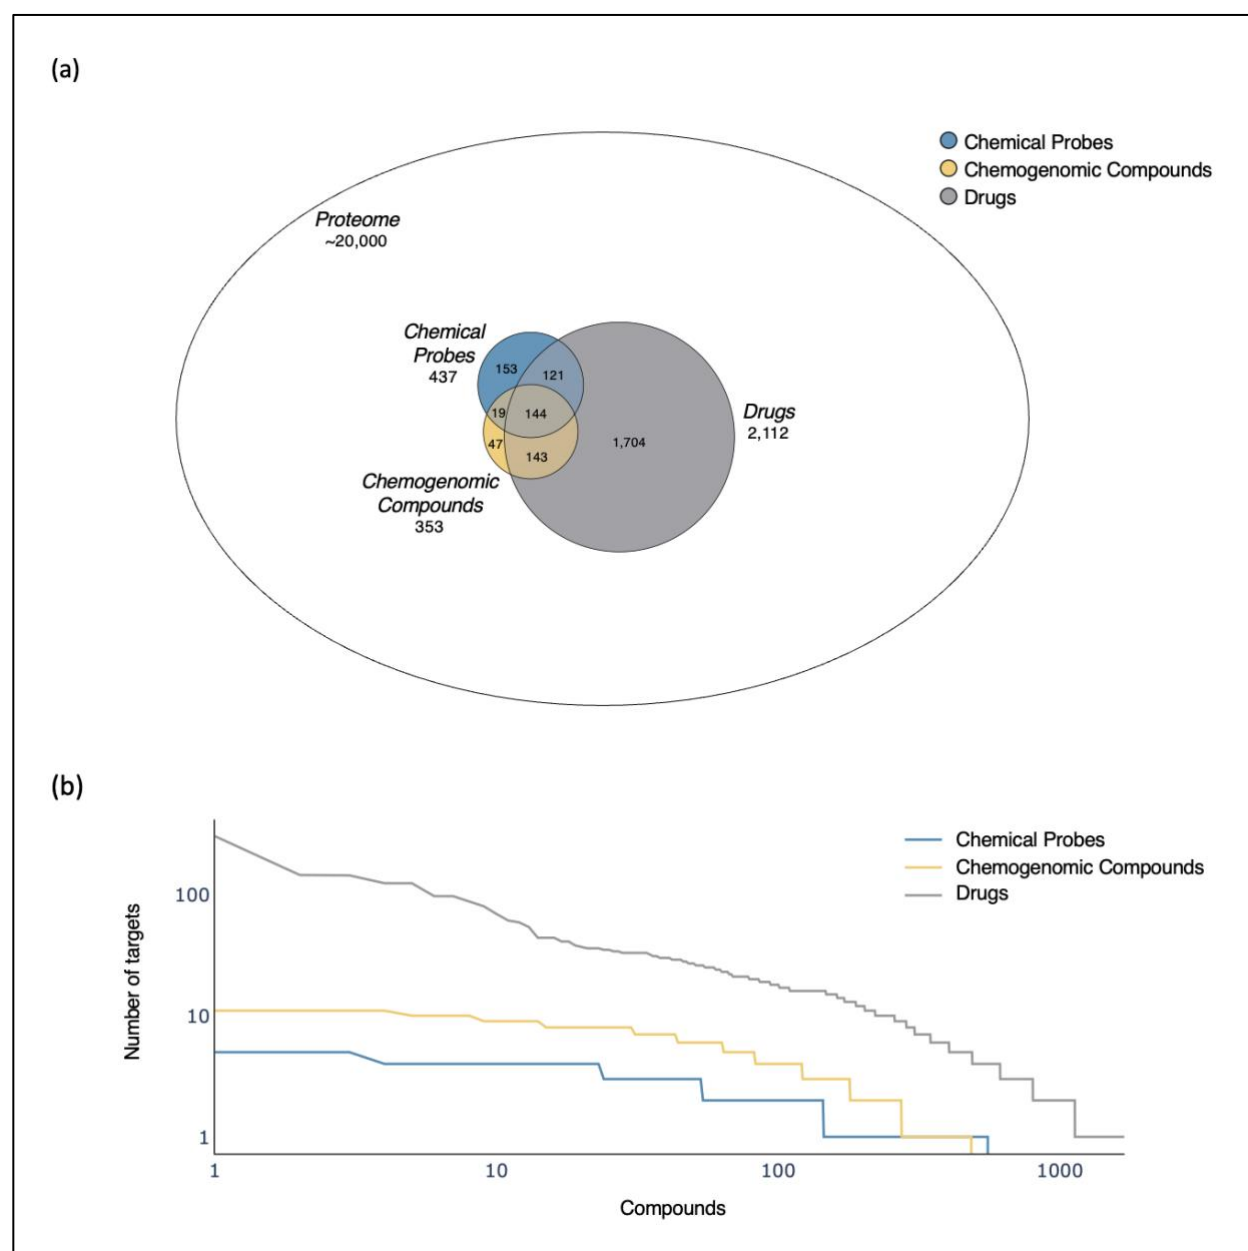 (a)
Chemical Probes
Chemogenomic Compounds
Drugs
Proteome
~20,000
Chemical
Probes
437
153
121
19
144
47
143
1,704
Drugs
2,112
Chemogenomic
Compounds
353
(b)
Chemical Probes
Chemogenomic Compounds
Drugs
Number of targets
100
10
1
1
10
100
1000
Compounds